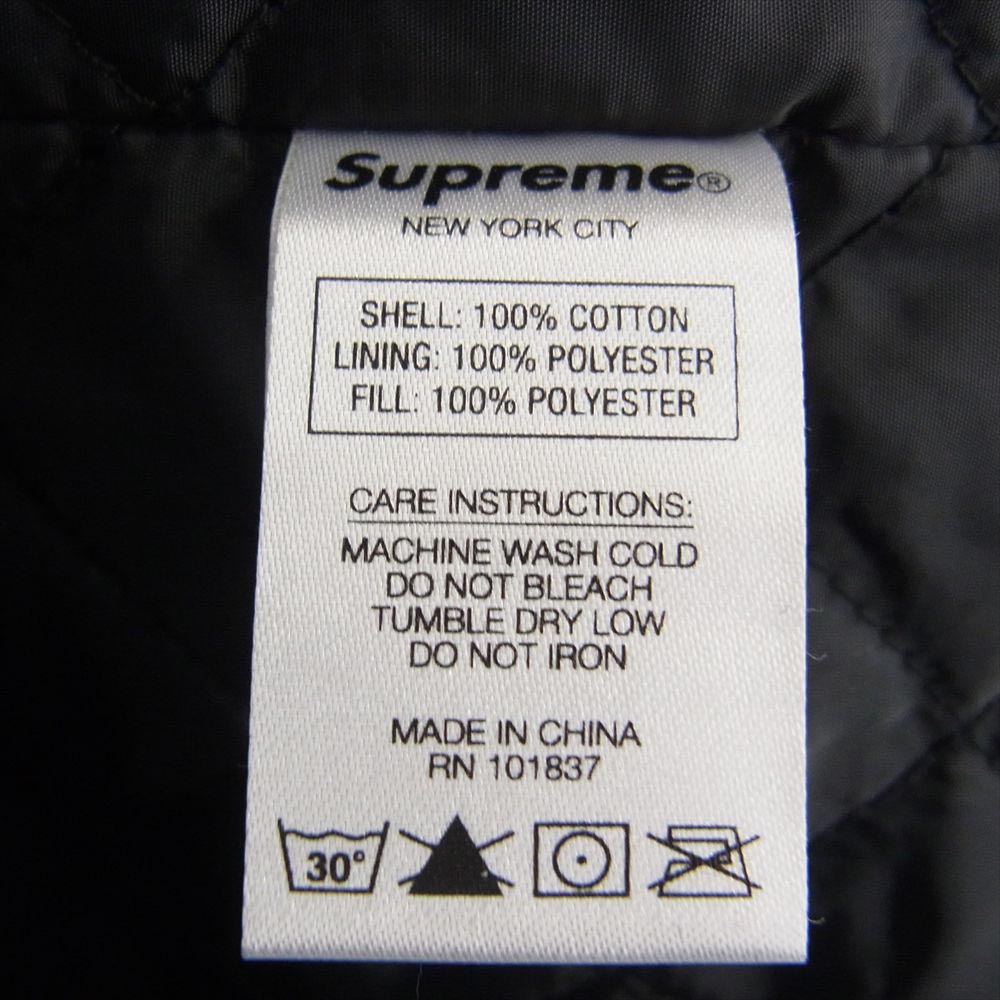 Supreme®
NEW YORK CITY
SHELL: 100% COTTON
LINING: 100% POLYESTER
FILL: 100% POLYESTER
CARE INSTRUCTIONS:
MACHINE WASH COLD
DO NOT BLEACH
TUMBLE DRY LOW
DO NOT IRON
MADE IN CHINA
RN 101837
30°